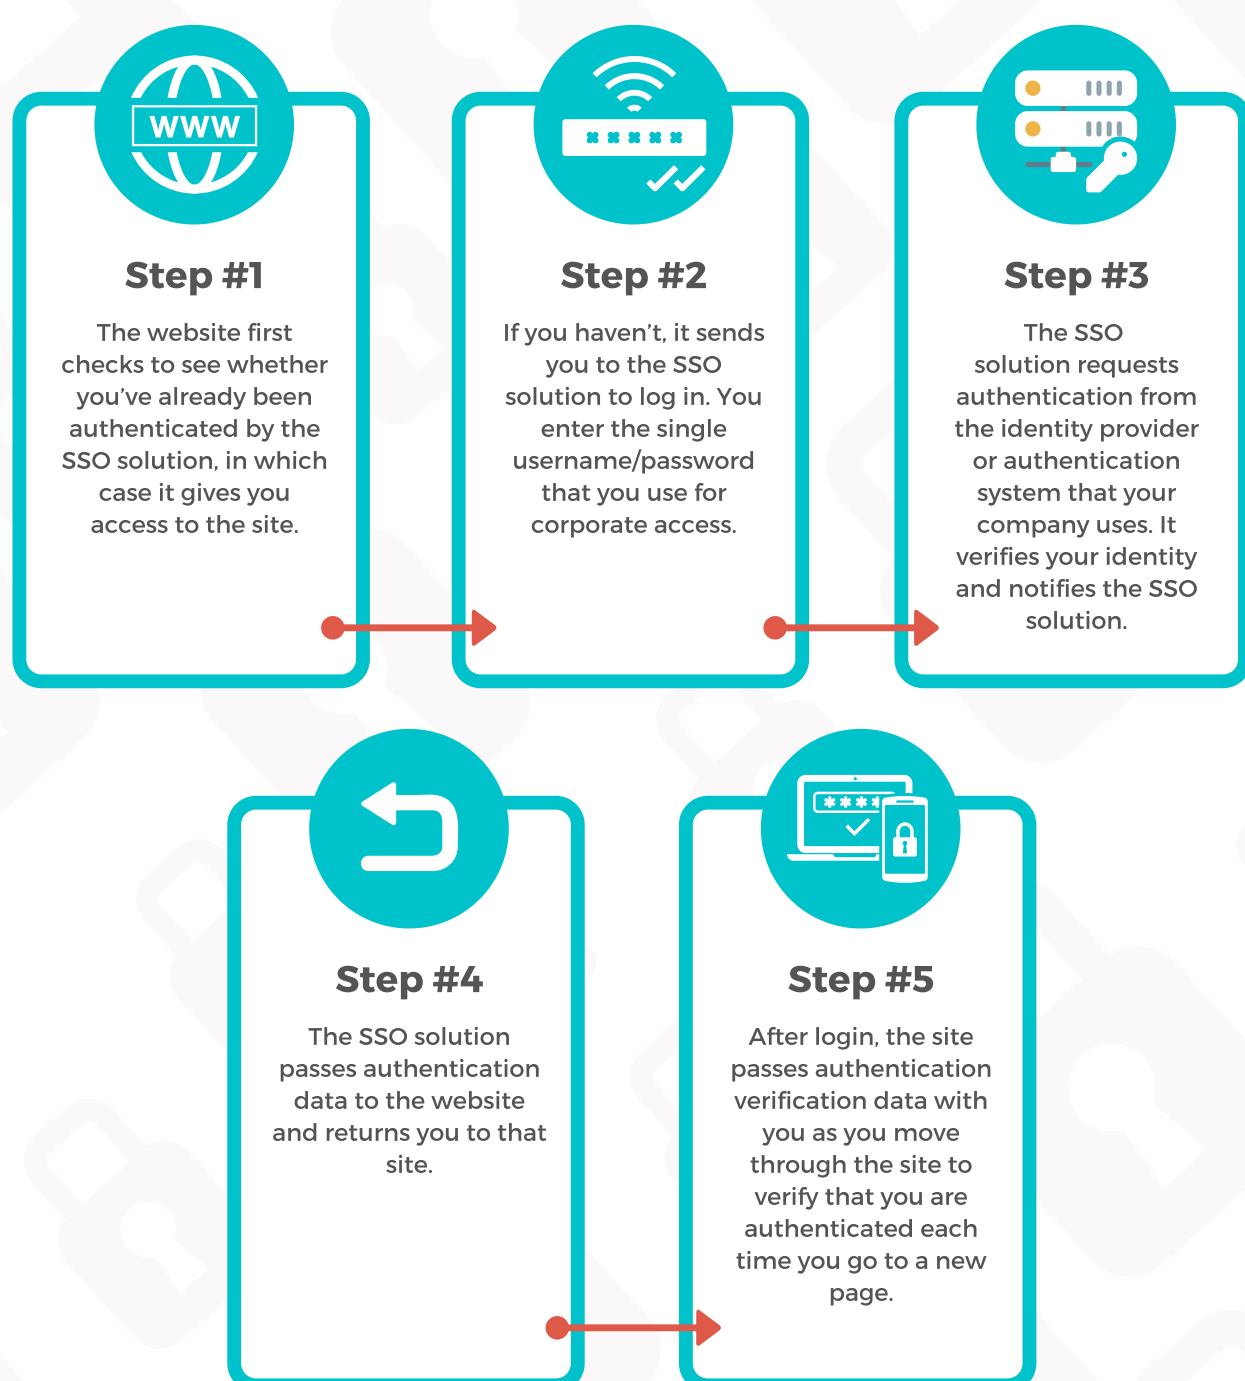 WWW
Step #1
The website first
checks to see whether
you've already been
authenticated by the
SSO solution, in which
case it gives you
access to the site.
Step #2
If you haven't, it sends
you to the SSO
solution to log in. You
enter the single
username/password
that you use for
corporate access.
Step #3
The SSO
solution requests
authentication from
the identity provider
or authentication
system that your
company uses. It
verifies your identity
and notifies the SSO
solution.
Step #4
The SSO solution
passes authentication
data to the website
and returns you to that
site.
Step #5
After login, the site
passes authentication
verification data with
you as you move
through the site to
verify that you are
authenticated each
time you go to a new
page.